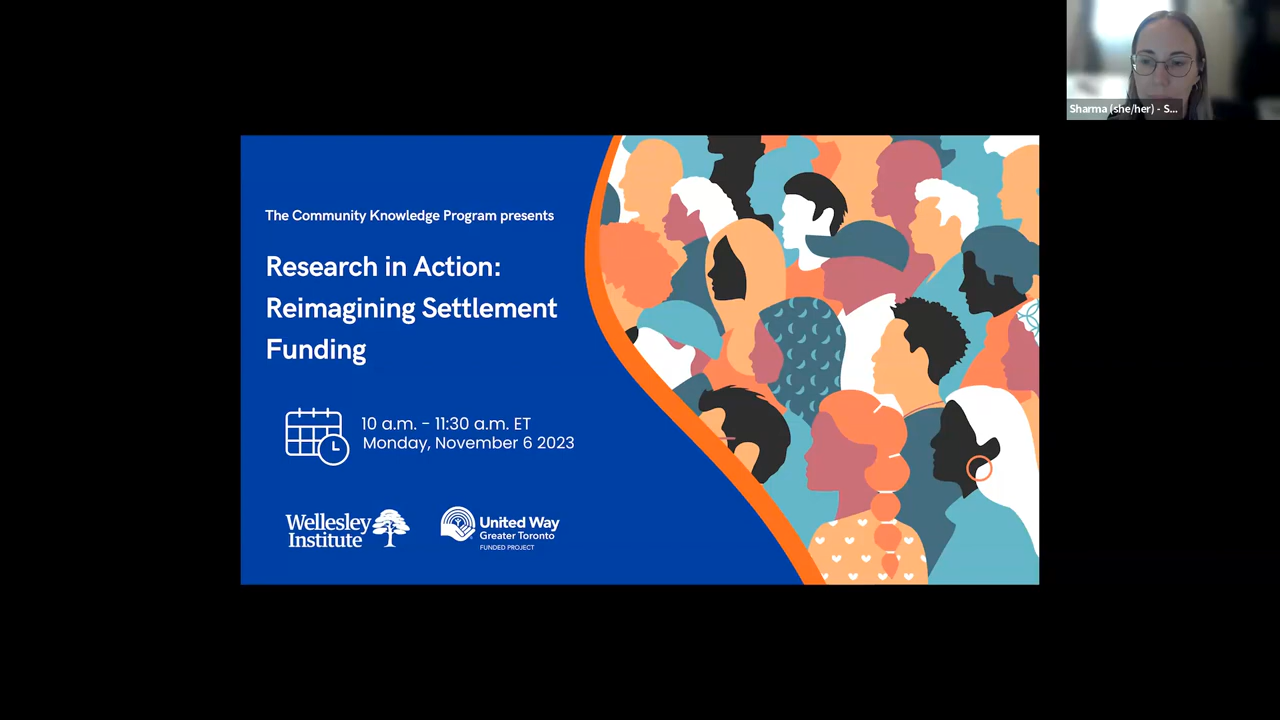 Sharma (she/her) - S...
The Community Knowledge Program presents
Research in Action:
Reimagining Settlement
Funding
10 a.m. - 11:30 a.m. ET
Monday, November 6 2023
Wellesley
Institute
United Way
Greater Toronto
FUNDED PROJECT